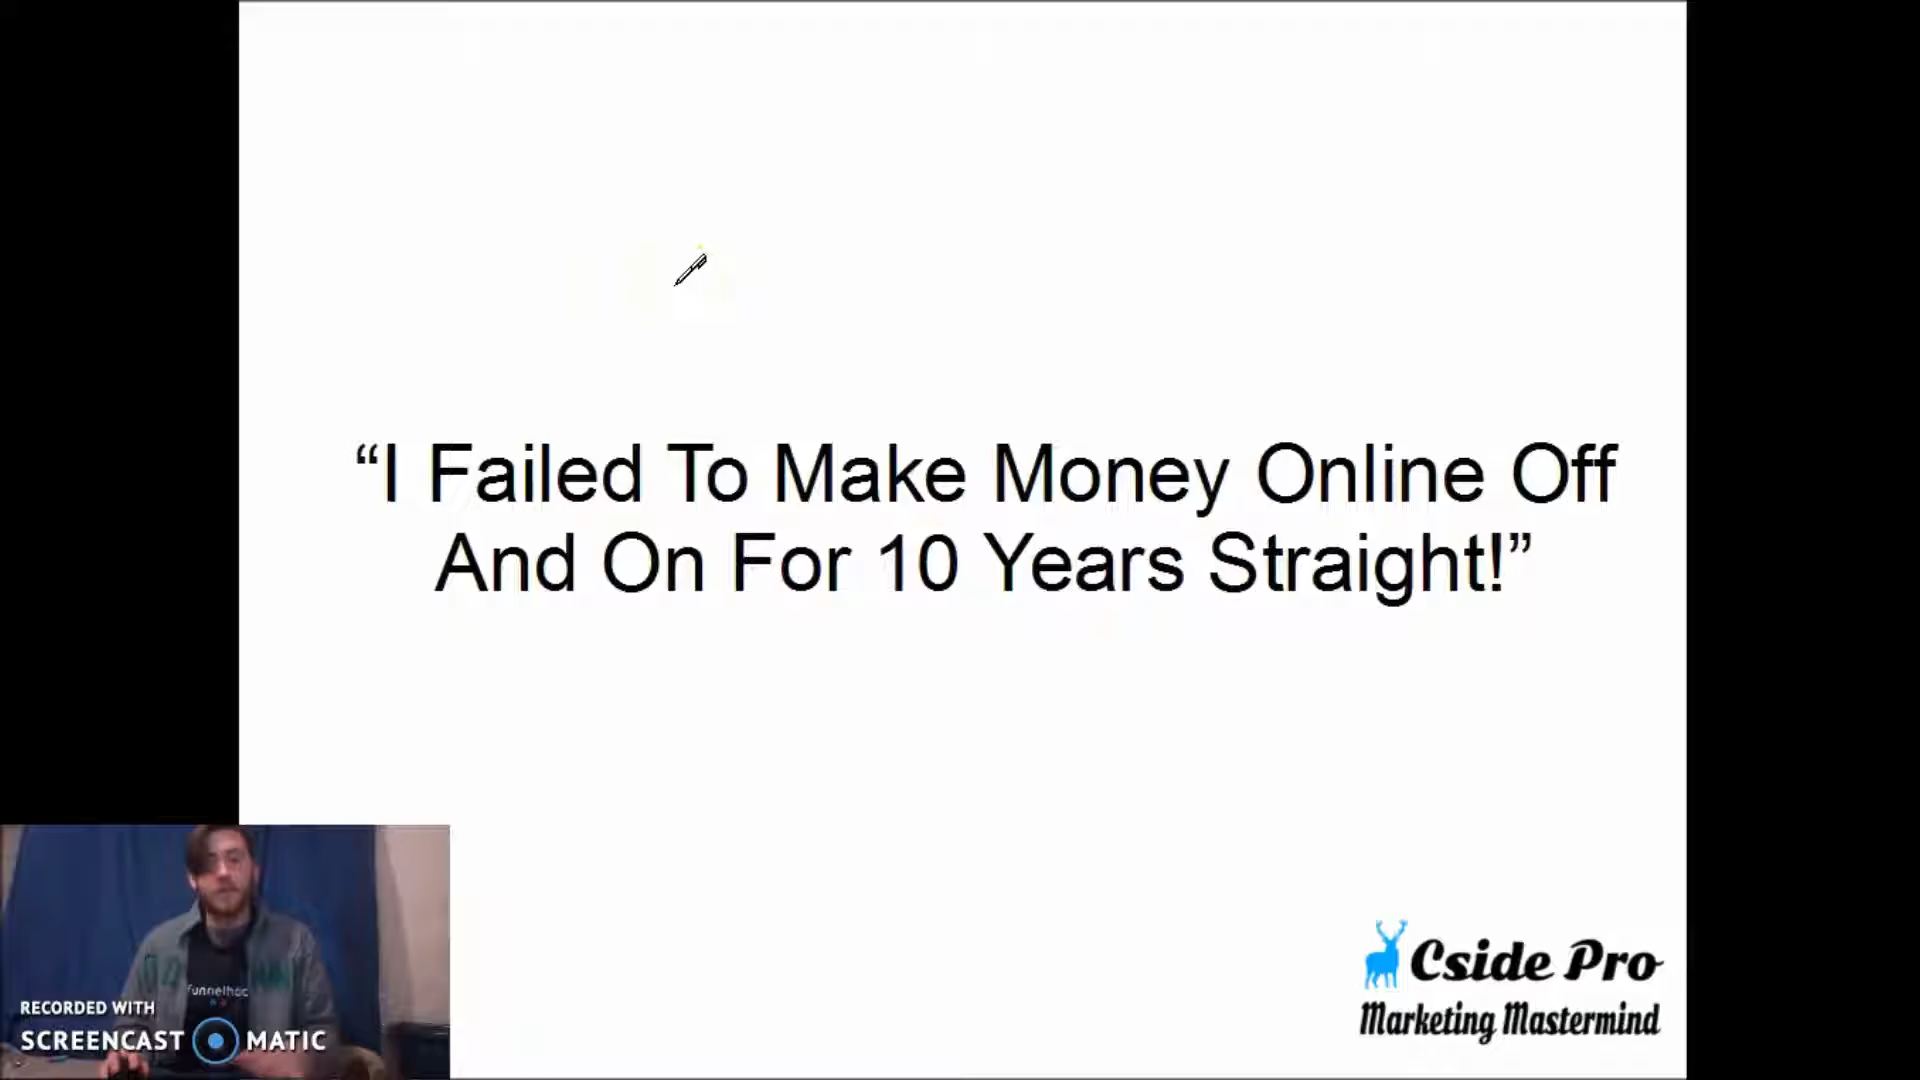 “I Failed To Make Money Online Off
And On For 10 Years Straight!”
funnelhac
RECORDED WITH
SCREENCAST MATIC
Cside Pro
Marketing Mastermind